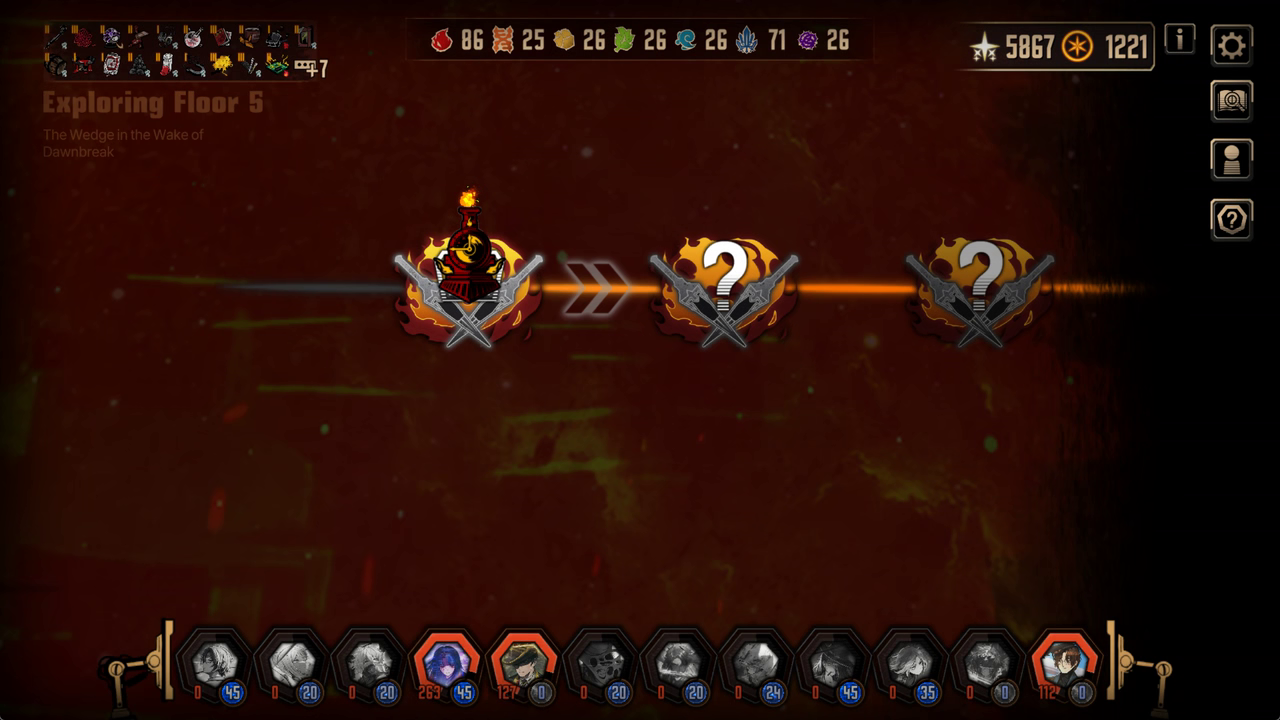 86 25 26 26 26 71 26
5867 1221
i
+7
Exploring Floor 5
The Wedge in the Wake of
Dawnbreak
?
? ?
0 45 0 20 0 20 263 45 127 0 0 20 0 20 0 24 0 45 0 35 0 0 112 0